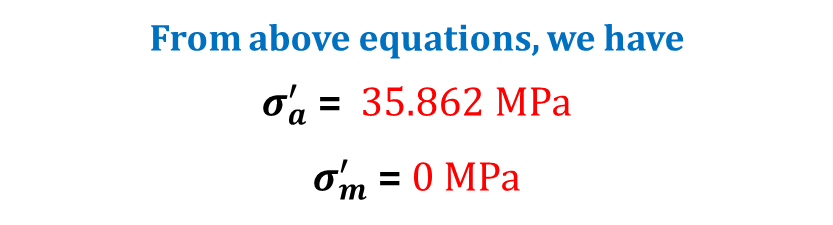 From above equations, we have
σ′ₐ = 35.862 MPa
σ′ₘ = 0 MPa